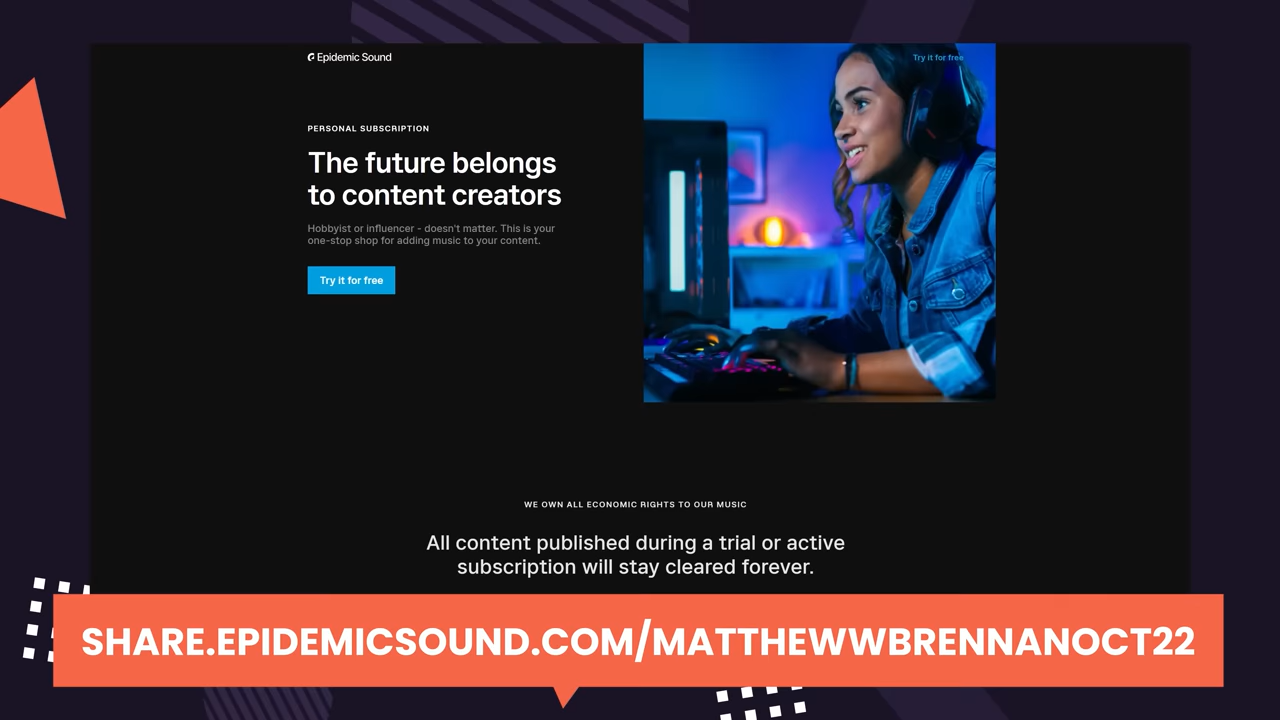 Epidemic Sound
Try it for free
PERSONAL SUBSCRIPTION
The future belongs
to content creators
Hobbyist or influencer - doesn't matter. This is your
one-stop shop for adding music to your content.
Try it for free
WE OWN ALL ECONOMIC RIGHTS TO OUR MUSIC
All content published during a trial or active
subscription will stay cleared forever.
SHARE.EPIDEMICSOUND.COM/MATTHEWWBRENNANOCT22